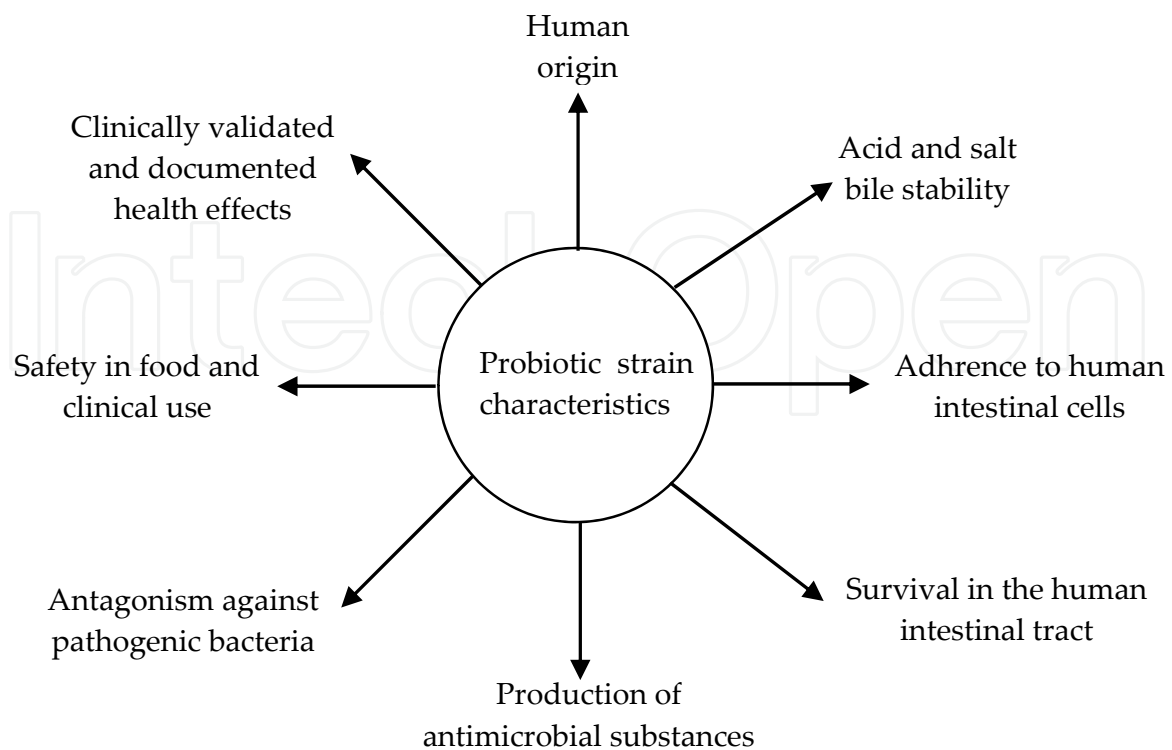 Human
origin
Clinically validated
and documented
health effects
Acid and salt
bile stability
IntechOpen
Safety in food and
clinical use
Probiotic strain
characteristics
Adhrence to human
intestinal cells
Antagonism against
pathogenic bacteria
Survival in the human
intestinal tract
Production of
antimicrobial substances